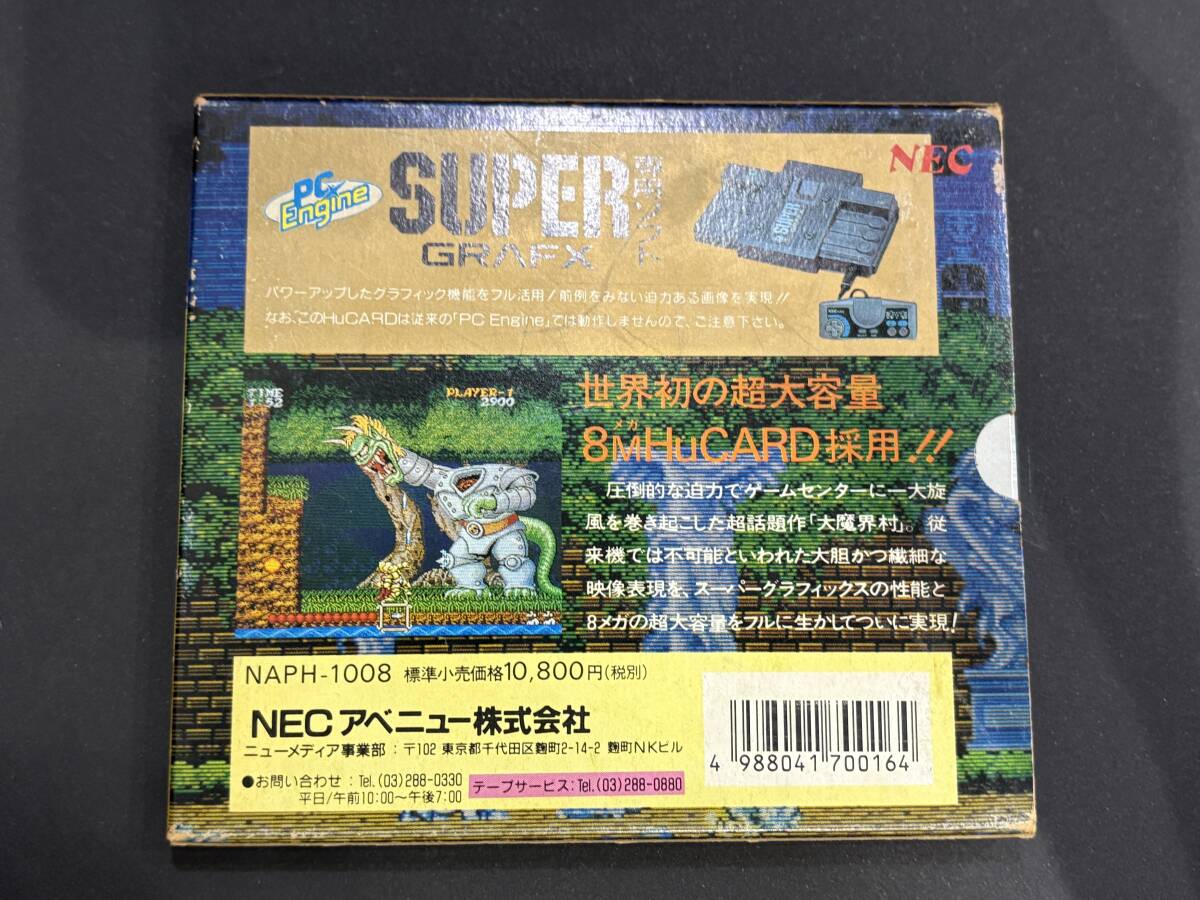 PC Engine
SUPER
GRAFX
専用ソフト
NEC
パワーアップしたグラフィック機能をフル活用!前例をみない迫力ある画像を実現!!
なお、このHuCARDは従来の「PC Engine」では動作しませんので、ご注意下さい。
TIME
1:52
PLAYER-1
2900
世界初の超大容量
メガ
8MHuCARD採用!!
圧倒的な迫力でゲームセンターに一大旋
風を巻き起こした超話題作「大魔界村」。従
来機では不可能といわれた大胆かつ繊細な
映像表現を、スーパーグラフィックスの性能と
8メガの超大容量をフルに生かしてついに実現!
NAPH-1008 標準小売価格10,800円(税別)
NECアベニュー株式会社
ニューメディア事業部:〒102 東京都千代田区麴町2-14-2 麴町NKビル
●お問い合わせ:Tel.(03)288-0330
平日/午前10:00〜午後7:00
テープサービス:Tel.(03)288-0880
4 988041 700164